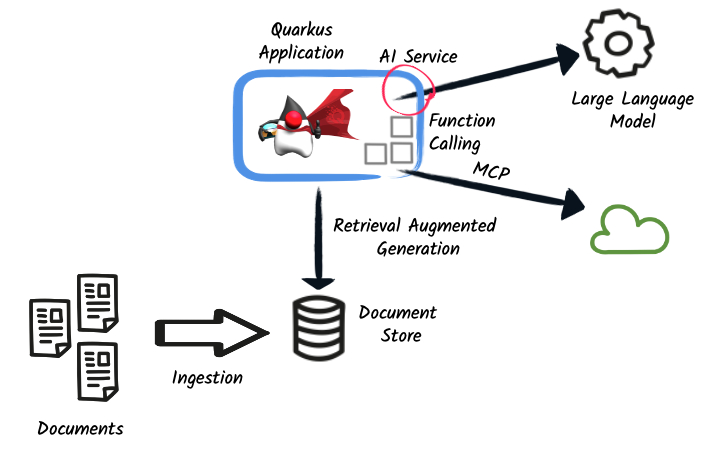 Quarkus
Application
AI Service
Large Language
Model
Function
Calling
MCP
Retrieval Augmented
Generation
Document
Store
Ingestion
Documents